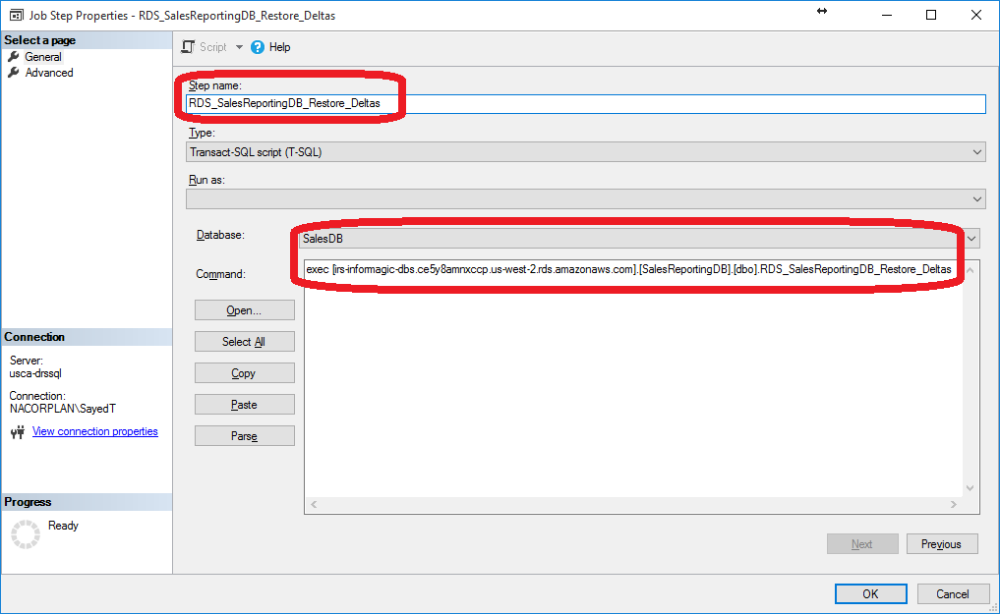 Job Step Properties - RDS_SalesReportingDB_Restore_Deltas
Select a page
General
Advanced
Script
Help
Step name:
RDS_SalesReportingDB_Restore_Deltas
Type:
Transact-SQL script (T-SQL)
Run as:
Database:
SalesDB
Command:
exec [irs-informagic-dbs.ce5y8amnxccp.us-west-2.rds.amazonaws.com].[SalesReportingDB].[dbo].RDS_SalesReportingDB_Restore_Deltas
Open...
Select All
Copy
Paste
Parse
Connection
Server:
usca-drssql
Connection:
NACORPLAN\SayedT
View connection properties
Progress
Ready
Next
Previous
OK
Cancel